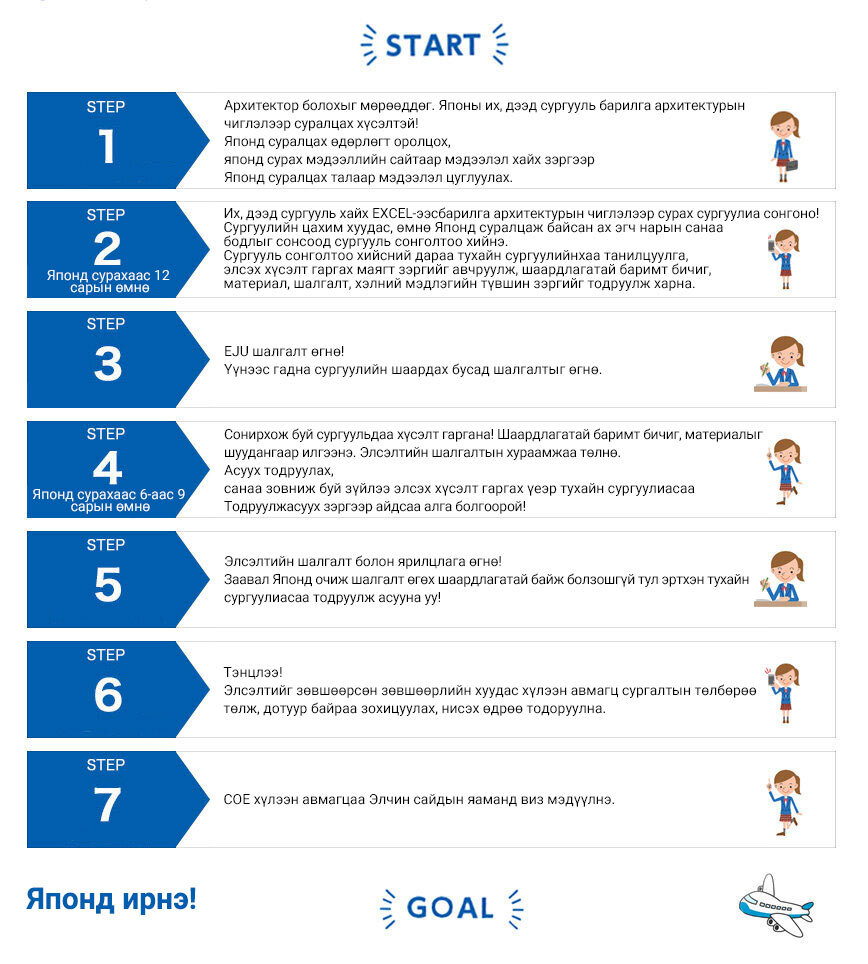 START
STEP
1
Архитектор болохыг мөрөөддөг. Японы их, дээд сургууль барилга архитектурын
чиглэлээр суралцах хүсэлтэй!
Японд суралцах өдөрлөгт оролцох,
японд сурах мэдээллийн сайтаар мэдээлэл хайх зэргээр
Японд суралцах талаар мэдээлэл цуглуулах.
STEP
2
Японд сурахаас 12
сарын өмнө
Их, дээд сургууль хайх EXCEL-ээсбарилга архитектурын чиглэлээр сурах сургуулиа сонгоно!
Сургуулийн цахим хуудас, өмнө Японд суралцаж байсан ах эгч нарын санаа
бодлыг сонсоод сургууль сонголтоо хийнэ.
Сургууль сонголтоо хийсний дараа тухайн сургуулийнхаа танилцуулга,
элсэх хүсэлт гаргах маягт зэргийг авчруулж, шаардлагатай баримт бичиг,
материал, шалгалт, хэлний мэдлэгийн түвшин зэргийг тодруулж харна.
STEP
3
EJU шалгалт өгнө!
Үүнээс гадна сургуулийн шаардах бусад шалгалтыг өгнө.
STEP
4
Японд сурахаас 6-аас 9
сарын өмнө
Сонирхож буй сургуульдаа хүсэлт гаргана! Шаардлагатай баримт бичиг, материалыг
шуудангаар илгээнэ. Элсэлтийн шалгалтын хураамжаа төлнө.
Асуух тодруулах,
санаа зовниж буй зүйлээ элсэх хүсэлт гаргах үеэр тухайн сургуулиасаа
Тодруулжасуух зэргээр айдсаа алга болгоорой!
STEP
5
Элсэлтийн шалгалт болон ярилцлага өгнө!
Заавал Японд очиж шалгалт өгөх шаардлагатай байж болзошгүй тул эртхэн тухайн
сургуулиасаа тодруулж асууна уу!
STEP
6
Тэнцлээ!
Элсэлтийг зөвшөөрсөн зөвшөөрлийн хуудас хүлээн авмагц сургалтын төлбөрөө
төлж, дотуур байраа зохицуулах, нисэх өдрөө тодоруулна.
STEP
7
COE хүлээн авмагцаа Элчин сайдын яаманд виз мэдүүлнэ.
Японд ирнэ!
GOAL